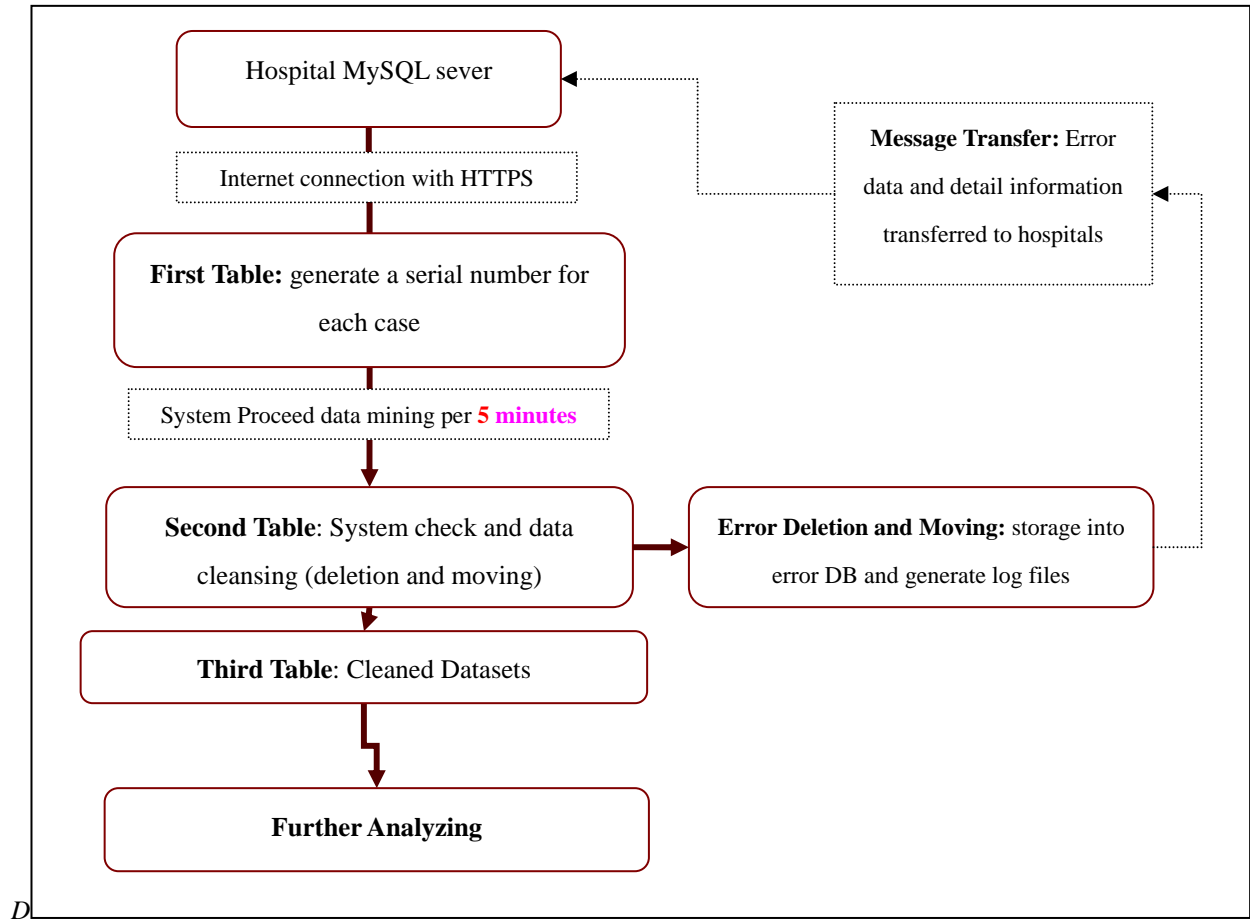 Hospital MySQL sever
Internet connection with HTTPS
First Table: generate a serial number for
each case
System Proceed data mining per 5 minutes
Second Table: System check and data
cleansing (deletion and moving)
Error Deletion and Moving: storage into
error DB and generate log files
Message Transfer: Error
data and detail information
transferred to hospitals
Third Table: Cleaned Datasets
Further Analyzing
D